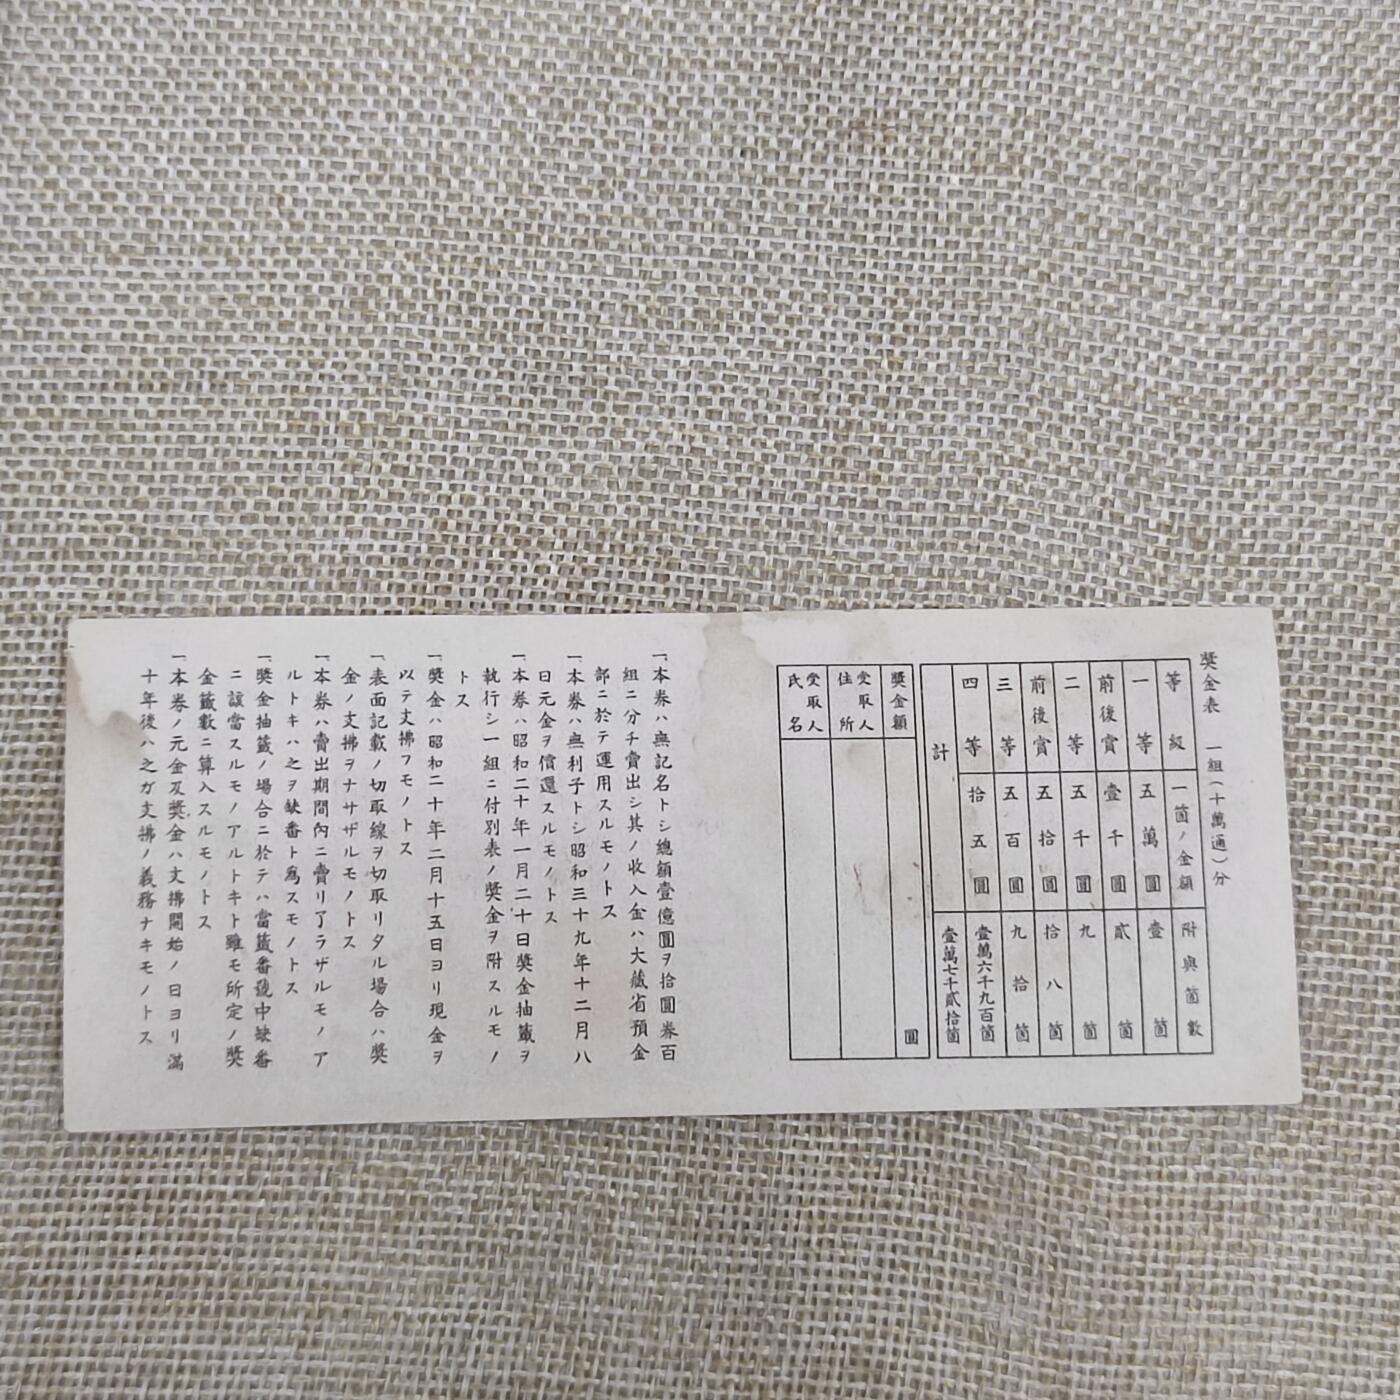 獎金表 一組(十萬通)分
等級 一箇ノ金額 附與箇數
一等 五萬圓 壹箇
前後賞 壹千圓 貳箇
二等 五千圓 九箇
前後賞 五拾圓 拾八箇
三等 五百圓 九拾箇
四等 拾五圓 壹萬六千九百箇
計 壹萬七千貳拾箇
獎金額 圓
受取人住所
受取人氏名
一、本券ハ無記名トシ總額壹億圓ヲ拾圓券百
組ニ分チ賣出シ其ノ收入金ハ大藏省預金
部ニ於テ運用スルモノトス
一、本券ハ無利子トシ昭和三十九年十二月八
日元金ヲ償還スルモノトス
一、本券ハ昭和二十年一月二十日獎金抽籤ヲ
執行シ一組ニ付別表ノ獎金ヲ附スルモノ
トス
一、獎金ハ昭和二十年二月十五日ヨリ現金ヲ
以テ支拂フモノトス
一、表面記載ノ切取線ヲ切取リタル場合ハ獎
金ノ支拂ヲナサザルモノトス
一、本券ハ賣出期間內ニ賣リ了ラザルモノア
ルトキハ之ヲ缺番ト爲スモノトス
一、獎金抽籤ノ場合ニ於テハ當籤番號中缺番
ニ該當スルモノアルトキト雖モ所定ノ獎
金籤數ニ算入スルモノトス
一、本券ノ元金及獎金ハ支拂開始ノ日ヨリ滿
十年後ハ之ガ支拂ノ義務ナキモノトス